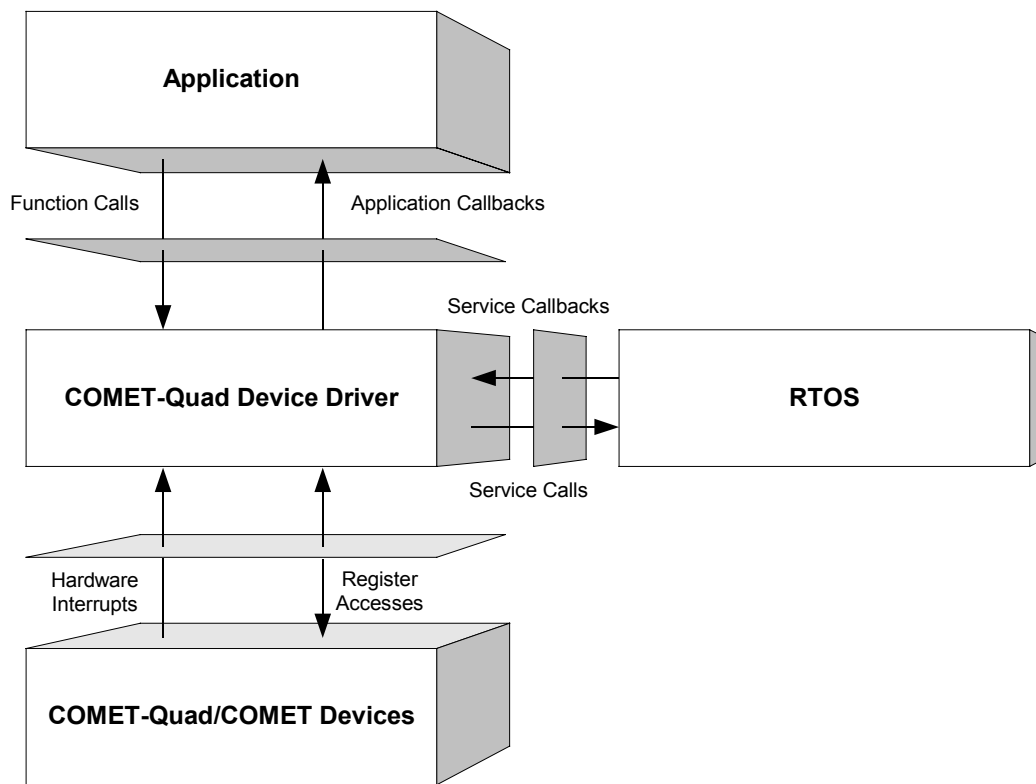 Application
Function Calls
Application Callbacks
Service Callbacks
COMET-Quad Device Driver
RTOS
Service Calls
Hardware
Interrupts
Register
Accesses
COMET-Quad/COMET Devices